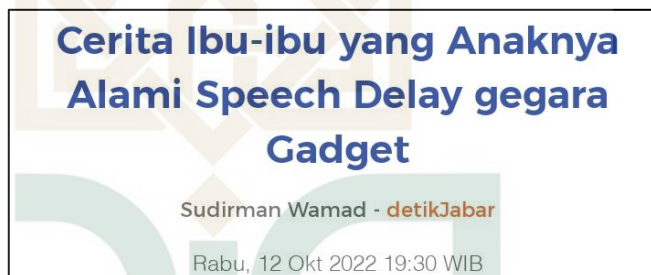 Cerita Ibu-ibu yang Anaknya
Alami Speech Delay gegara
Gadget
Sudirman Wamad - detikJabar
Rabu, 12 Okt 2022 19:30 WIB